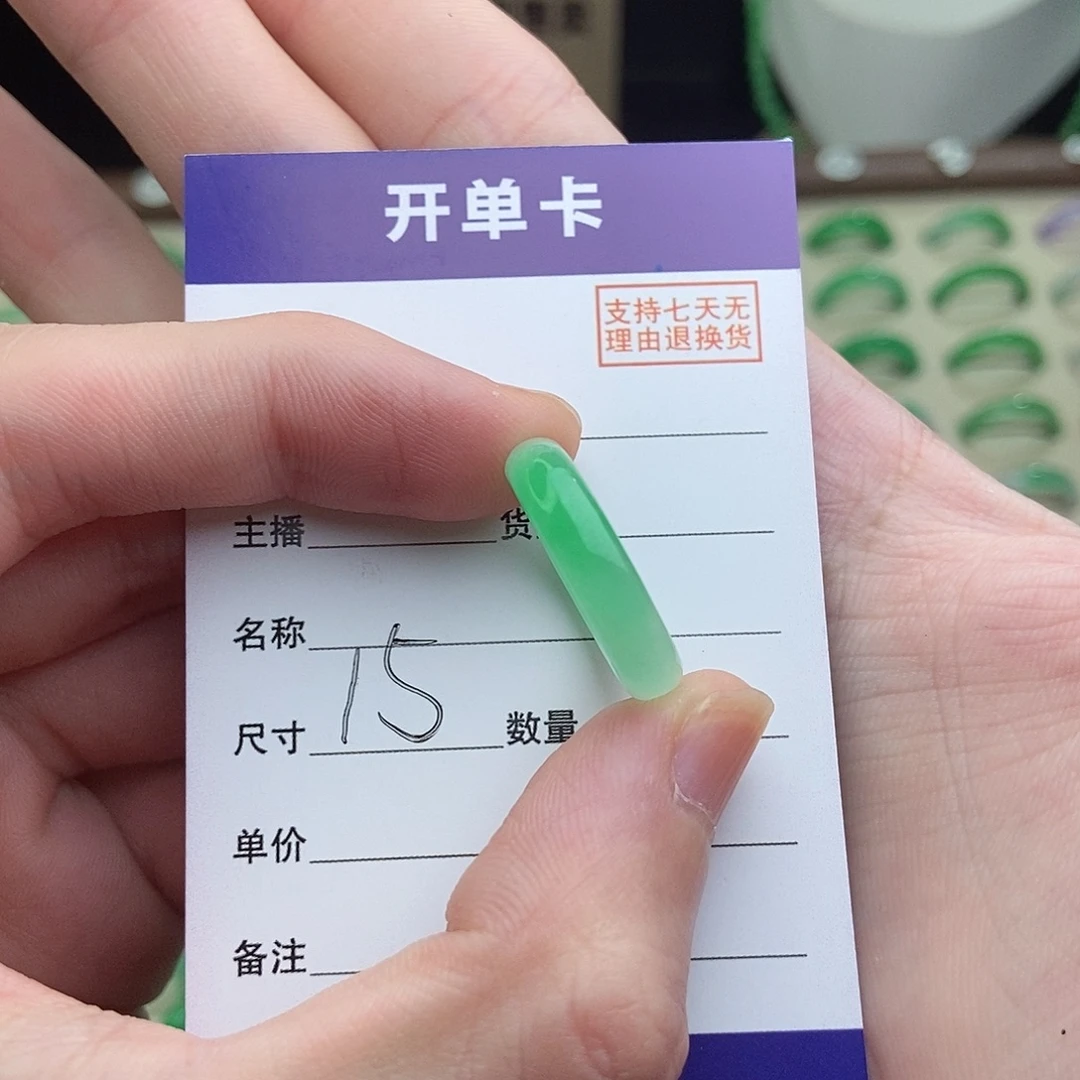 开单卡
支持七天无
理由退换货
主播 货
名称
尺寸 15 数量
单价
备注